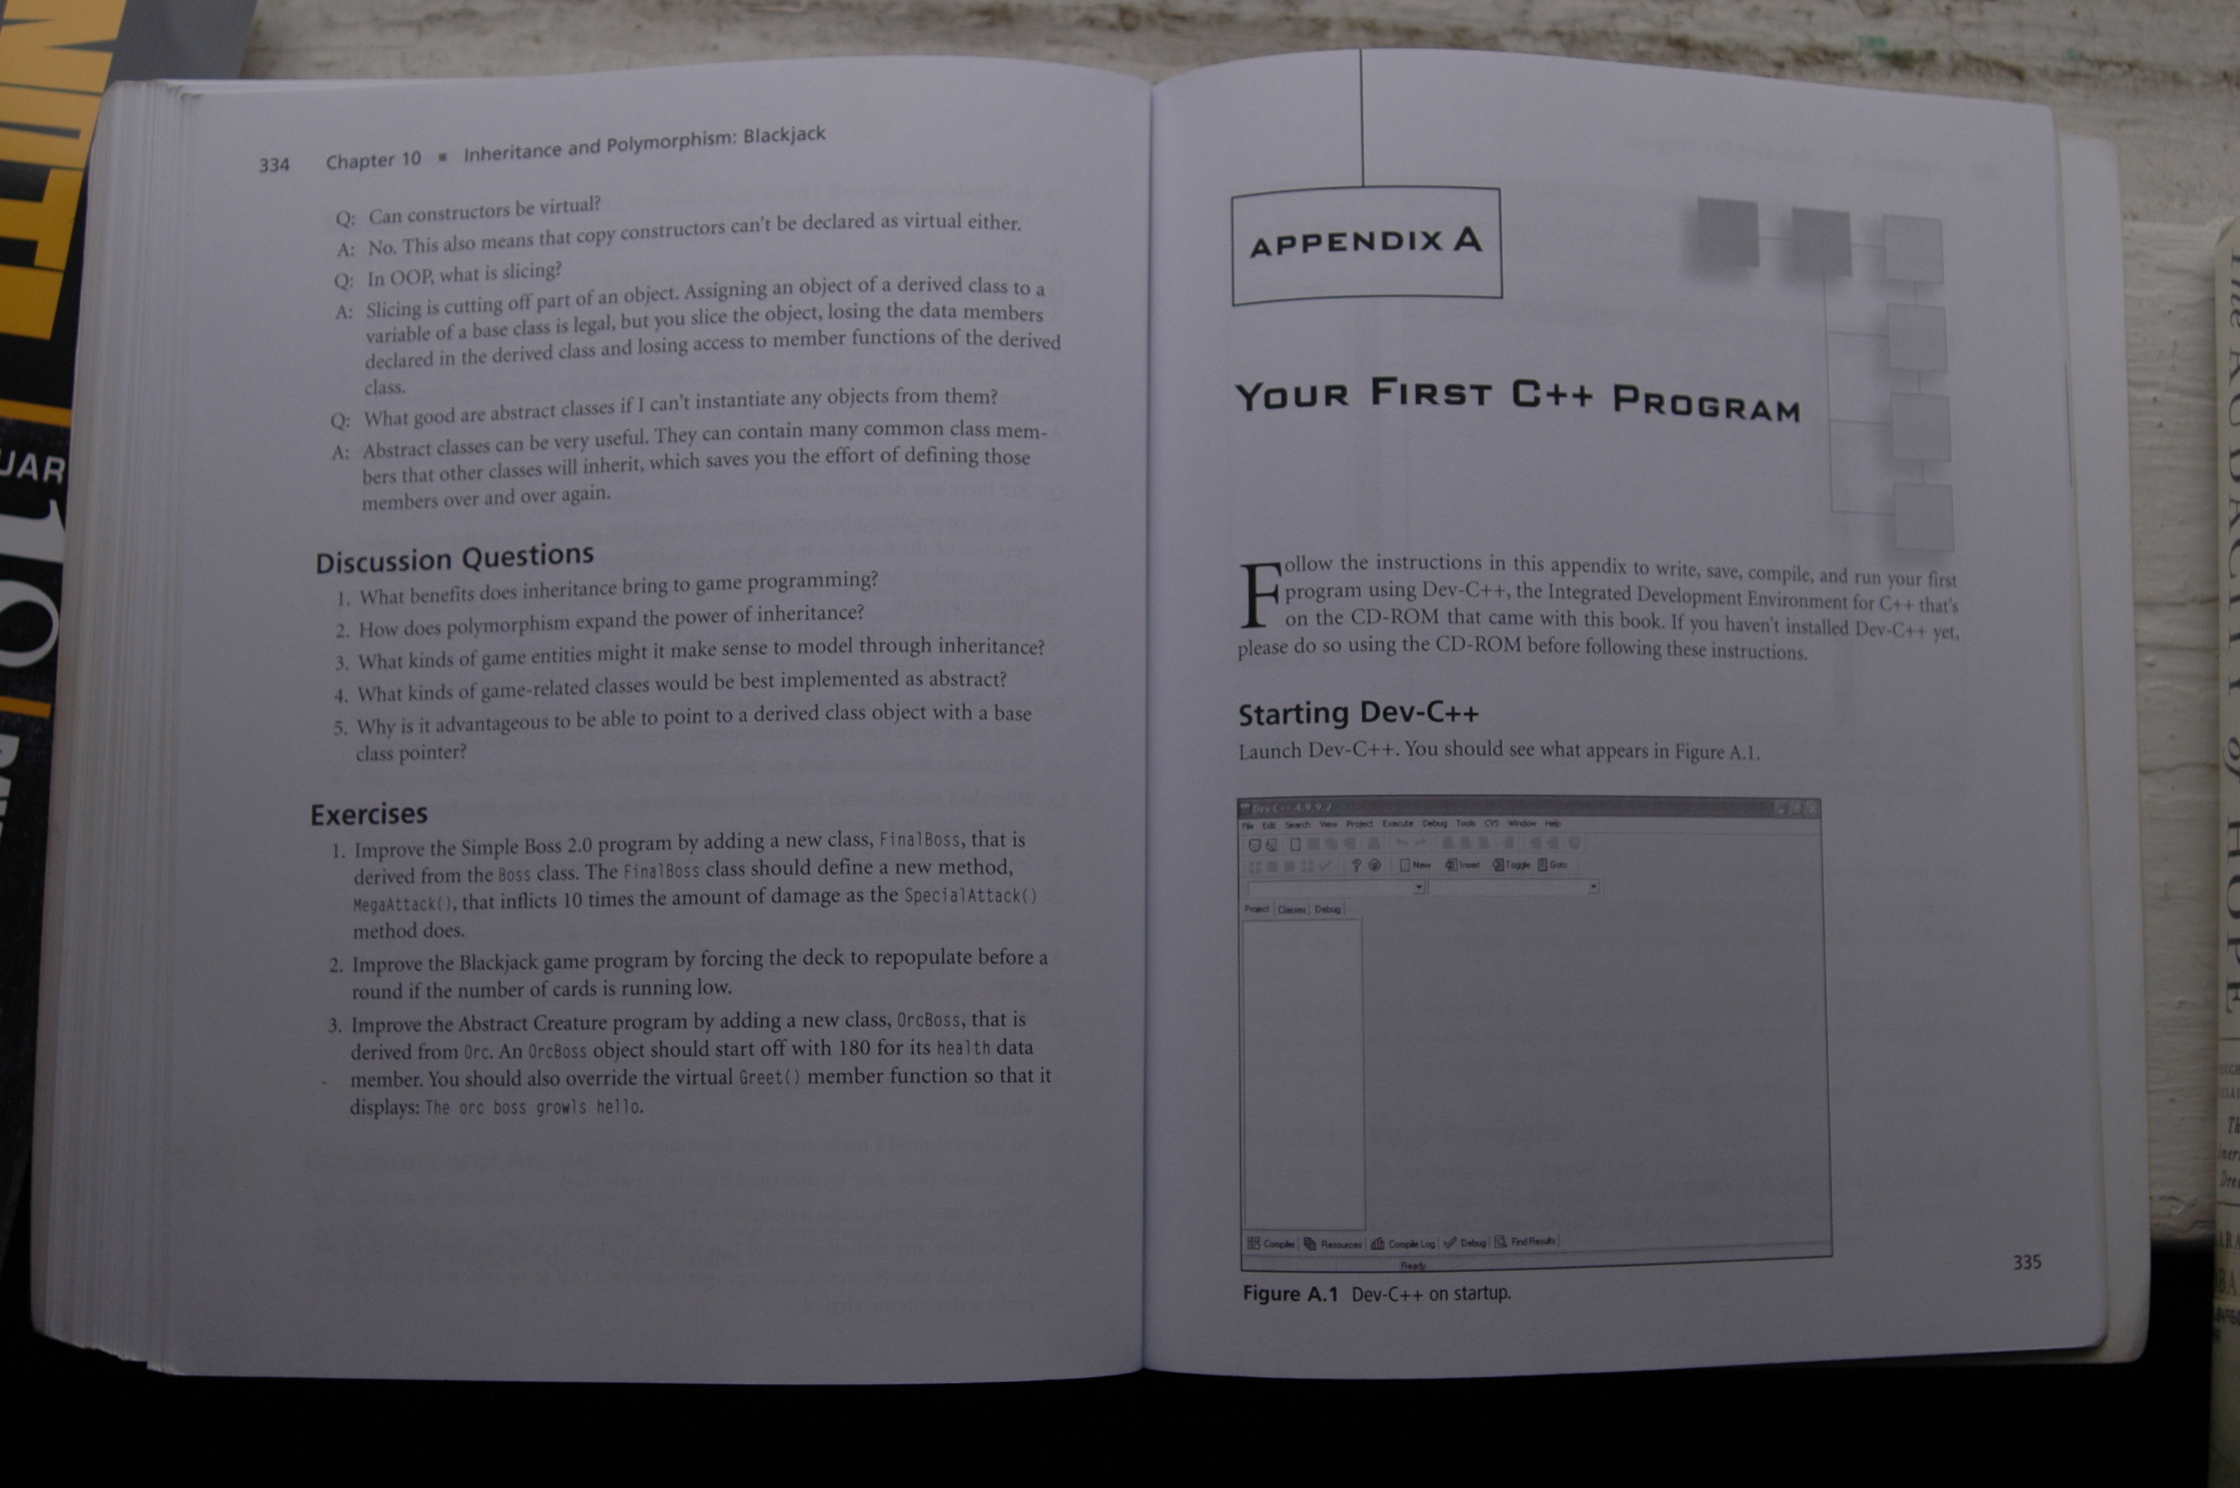 334 Chapter 10 ■ Inheritance and Polymorphism: Blackjack
Q: Can constructors be virtual?
A: No. This also means that copy constructors can't be declared as virtual either.
Q: In OOP, what is slicing?
A: Slicing is cutting off part of an object. Assigning an object of a derived class to a
variable of a base class is legal, but you slice the object, losing the data members
declared in the derived class and losing access to member functions of the derived
class.
Q: What good are abstract classes if I can't instantiate any objects from them?
A: Abstract classes can be very useful. They can contain many common class mem-
bers that other classes will inherit, which saves you the effort of defining those
members over and over again.
Discussion Questions
1. What benefits does inheritance bring to game programming?
2. How does polymorphism expand the power of inheritance?
3. What kinds of game entities might it make sense to model through inheritance?
4. What kinds of game-related classes would be best implemented as abstract?
5. Why is it advantageous to be able to point to a derived class object with a base
class pointer?
Exercises
1. Improve the Simple Boss 2.0 program by adding a new class, FinalBoss, that is
derived from the Boss class. The FinalBoss class should define a new method,
MegaAttack(), that inflicts 10 times the amount of damage as the SpecialAttack()
method does.
2. Improve the Blackjack game program by forcing the deck to repopulate before a
round if the number of cards is running low.
3. Improve the Abstract Creature program by adding a new class, OrcBoss, that is
derived from Orc. An OrcBoss object should start off with 180 for its health data
member. You should also override the virtual Greet() member function so that it
displays: The orc boss growls hello.
APPENDIX A
YOUR FIRST C++ PROGRAM
Follow the instructions in this appendix to write, save, compile, and run your first
program using Dev-C++, the Integrated Development Environment for C++ that's
on the CD-ROM that came with this book. If you haven't installed Dev-C++ yet,
please do so using the CD-ROM before following these instructions.
Starting Dev-C++
Launch Dev-C++. You should see what appears in Figure A.1.
File Edit Search View Project Execute Debug Tools CVS Window Help
New Insert Toggle Goto
Project Classes Debug
Compiler Resources Compile Log Debug Find Results
Ready
Figure A.1 Dev-C++ on startup.
335